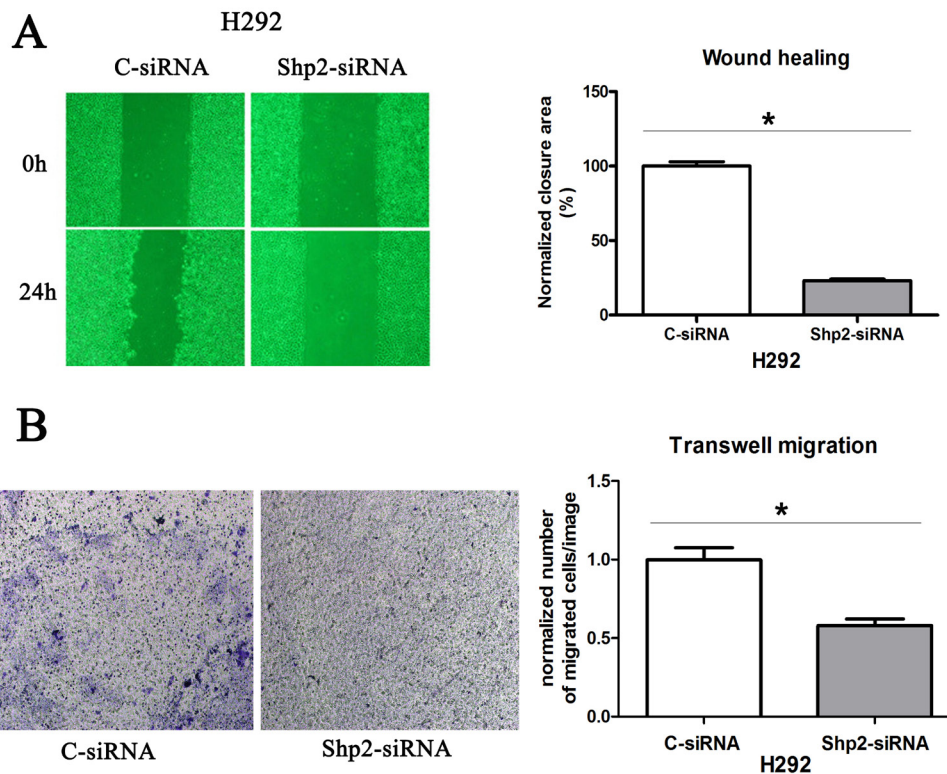 A
H292
C-siRNA Shp2-siRNA
0h
24h
Wound healing
Normalized closure area
(%)
150
100
50
0
*
C-siRNA Shp2-siRNA
H292
B
C-siRNA Shp2-siRNA
Transwell migration
normalized number
of migrated cells/image
1.5
1.0
0.5
0.0
*
C-siRNA Shp2-siRNA
H292